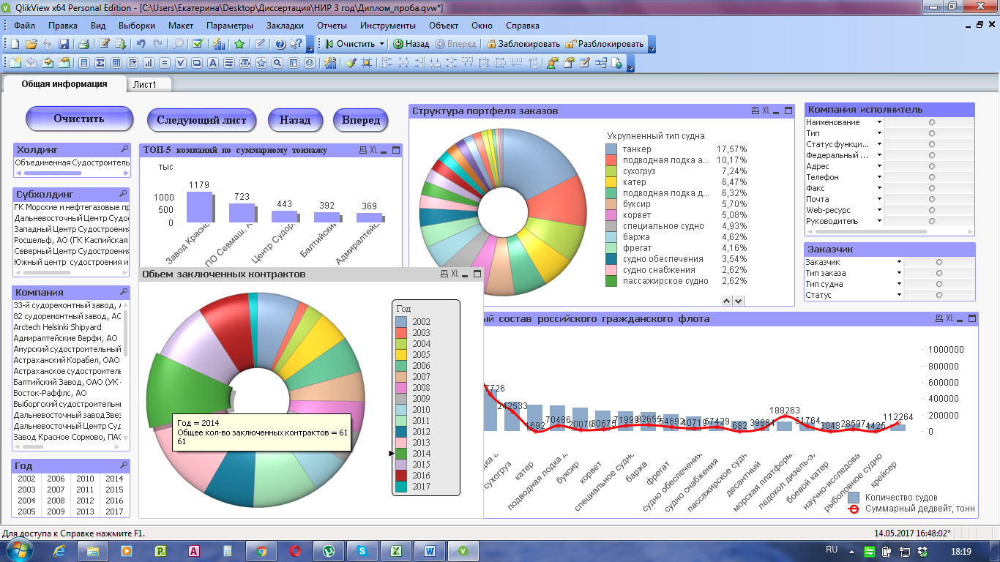 QlikView x64 Personal Edition - [C:\Users\Екатерина\Desktop\Диссертация\НИР 3 год\Диплом_проба.qvw*]
Файл Правка Вид Выборки Макет Параметры Закладки Отчеты Инструменты Объект Окно Справка
Очистить Назад Вперед Заблокировать Разблокировать
Общая информация Лист1
Очистить Следующий лист Назад Вперед
Холдинг
Объединенная Судостроитель
Субхолдинг
ГК Морские и нефтегазовые пр
Дальневосточный Центр Судо
Западный Центр Судостроения
Росшельф, АО (ГК Каспийская
Северный Центр Судостроения
Южный центр судостроения и
Компания
33-й судоремонтный завод, А
82 судоремонтный завод, АО
Arctech Helsinki Shipyard
Адмиралтейские Верфи, АО
Амурский судостроительный
Астраханский Корабел, ОАО
Астраханское судостроитель
Балтийский Завод, ОАО (УК -
Восток-Раффлс, АО
Выборгский судостроительн
Дальневосточный завод Звез
Дальневосточный Центр Суд
Завод Красное Сормово, ПАО
Год
2002 2006 2010 2014
2003 2007 2011 2015
2004 2008 2012 2016
2005 2009 2013 2017
ТОП-5 компаний по суммарному тоннажу XL
тыс
1000
500
0
1179
723
443
392
369
Завод Красно
ПО Севмаш, А
Центр Судор
Балтийский
Адмиралтейс
Структура портфеля заказов XL
Укрупненный тип судна
танкер 17,57%
подводная лодка а... 10,17%
сухогруз 7,24%
катер 6,47%
подводная лодка д... 6,32%
буксир 5,70%
корвет 5,08%
специальное судно 4,93%
баржа 4,62%
фрегат 4,16%
судно обеспечения 3,54%
судно снабжения 2,62%
пассажирское судно 2,62%
Компания исполнитель
Наименование
Тип
Статус функци...
Федеральный ...
Адрес
Телефон
Факс
Почта
Web-ресурс
Руководитель
Заказчик
Заказчик
Тип заказа
Тип судна
Статус
Обьем заключенных контрактов XL
Год
2002
2003
2004
2005
2006
2007
2008
2009
2010
2011
2012
2013
2014
2015
2016
2017
Год = 2014
Общее кол-во заключенных контрактов = 61
61
ый состав российского гражданского флота XL
1000000
800000
600000
400000
200000
0
7726
242533
1692
70486
20078
80675
71999
82655
54692
40719
57429
682
39884
188263
61764
3043
28597
4425
112264
сухогруз
катер
подводная лодка д
буксир
корвет
специальное судно
баржа
фрегат
судно обеспечения
судно снабжения
пассажирское судн
десантный
морская платформ
ледокол дизель-э
боевой катер
научно-исследова
рыболовное судно
крейсер
Количество судов
Суммарный дедвейт, тонн
Для доступа к Справке нажмите F1.
14.05.2017 16:48:02*
RU
18:19